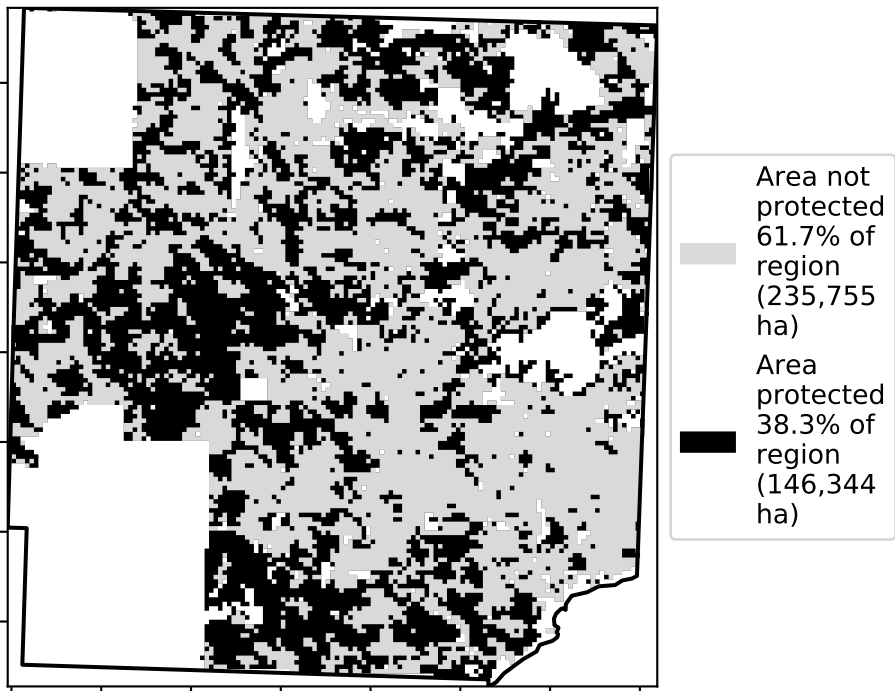 Area not
protected
61.7% of
region
(235,755
ha)
Area
protected
38.3% of
region
(146,344
ha)